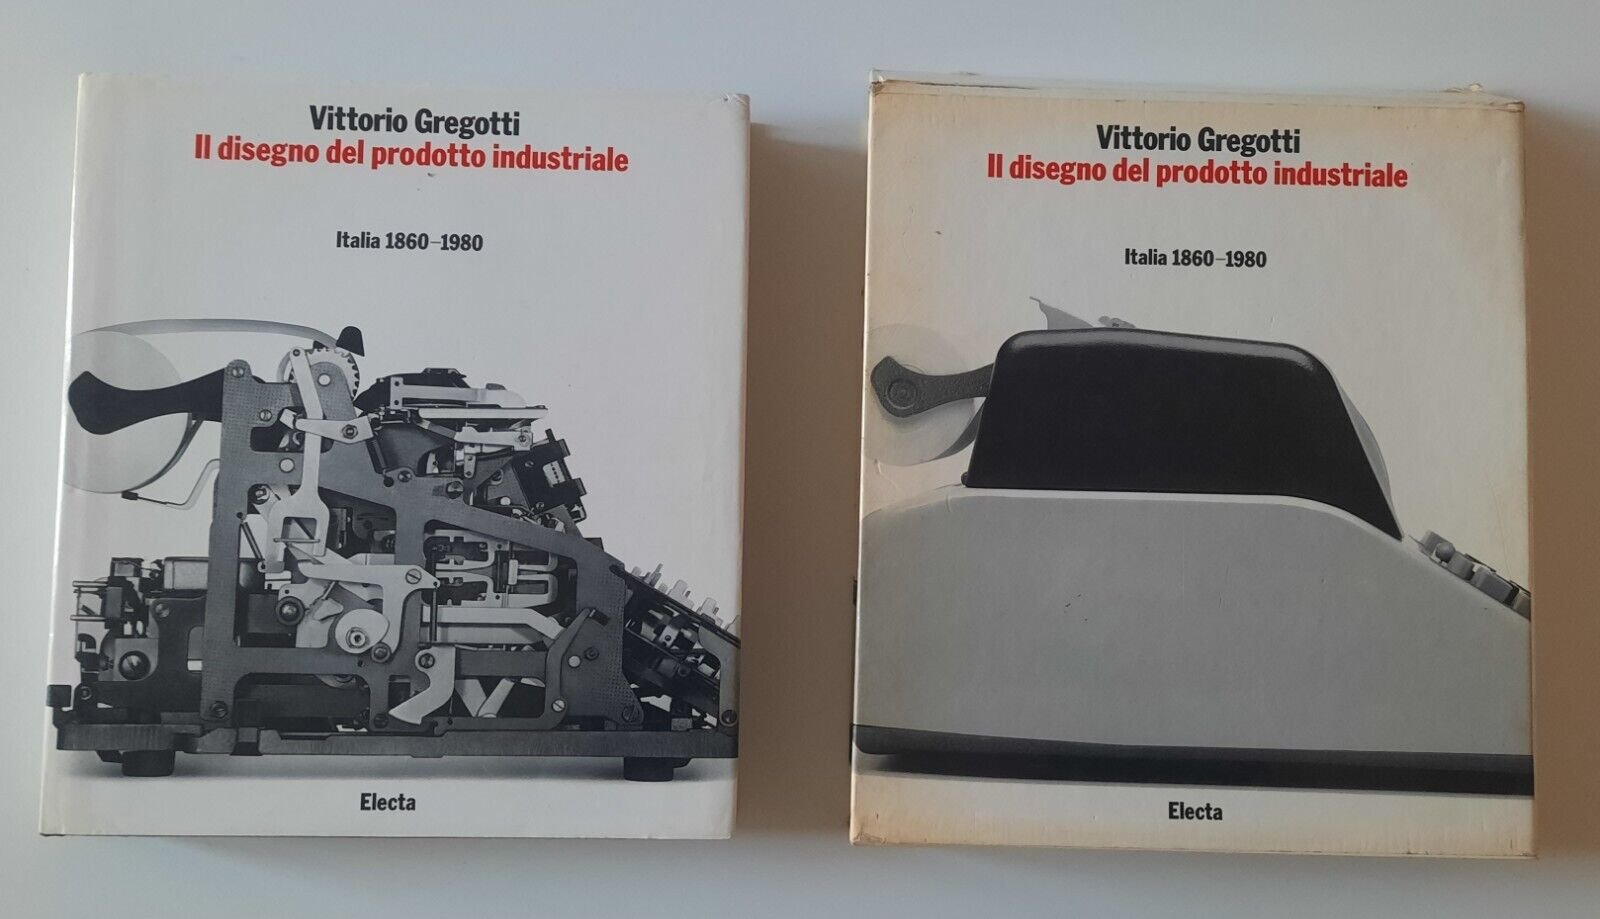 Vittorio Gregotti
Il disegno del prodotto industriale
Italia 1860-1980
Electa
Vittorio Gregotti
Il disegno del prodotto industriale
Italia 1860-1980
Electa